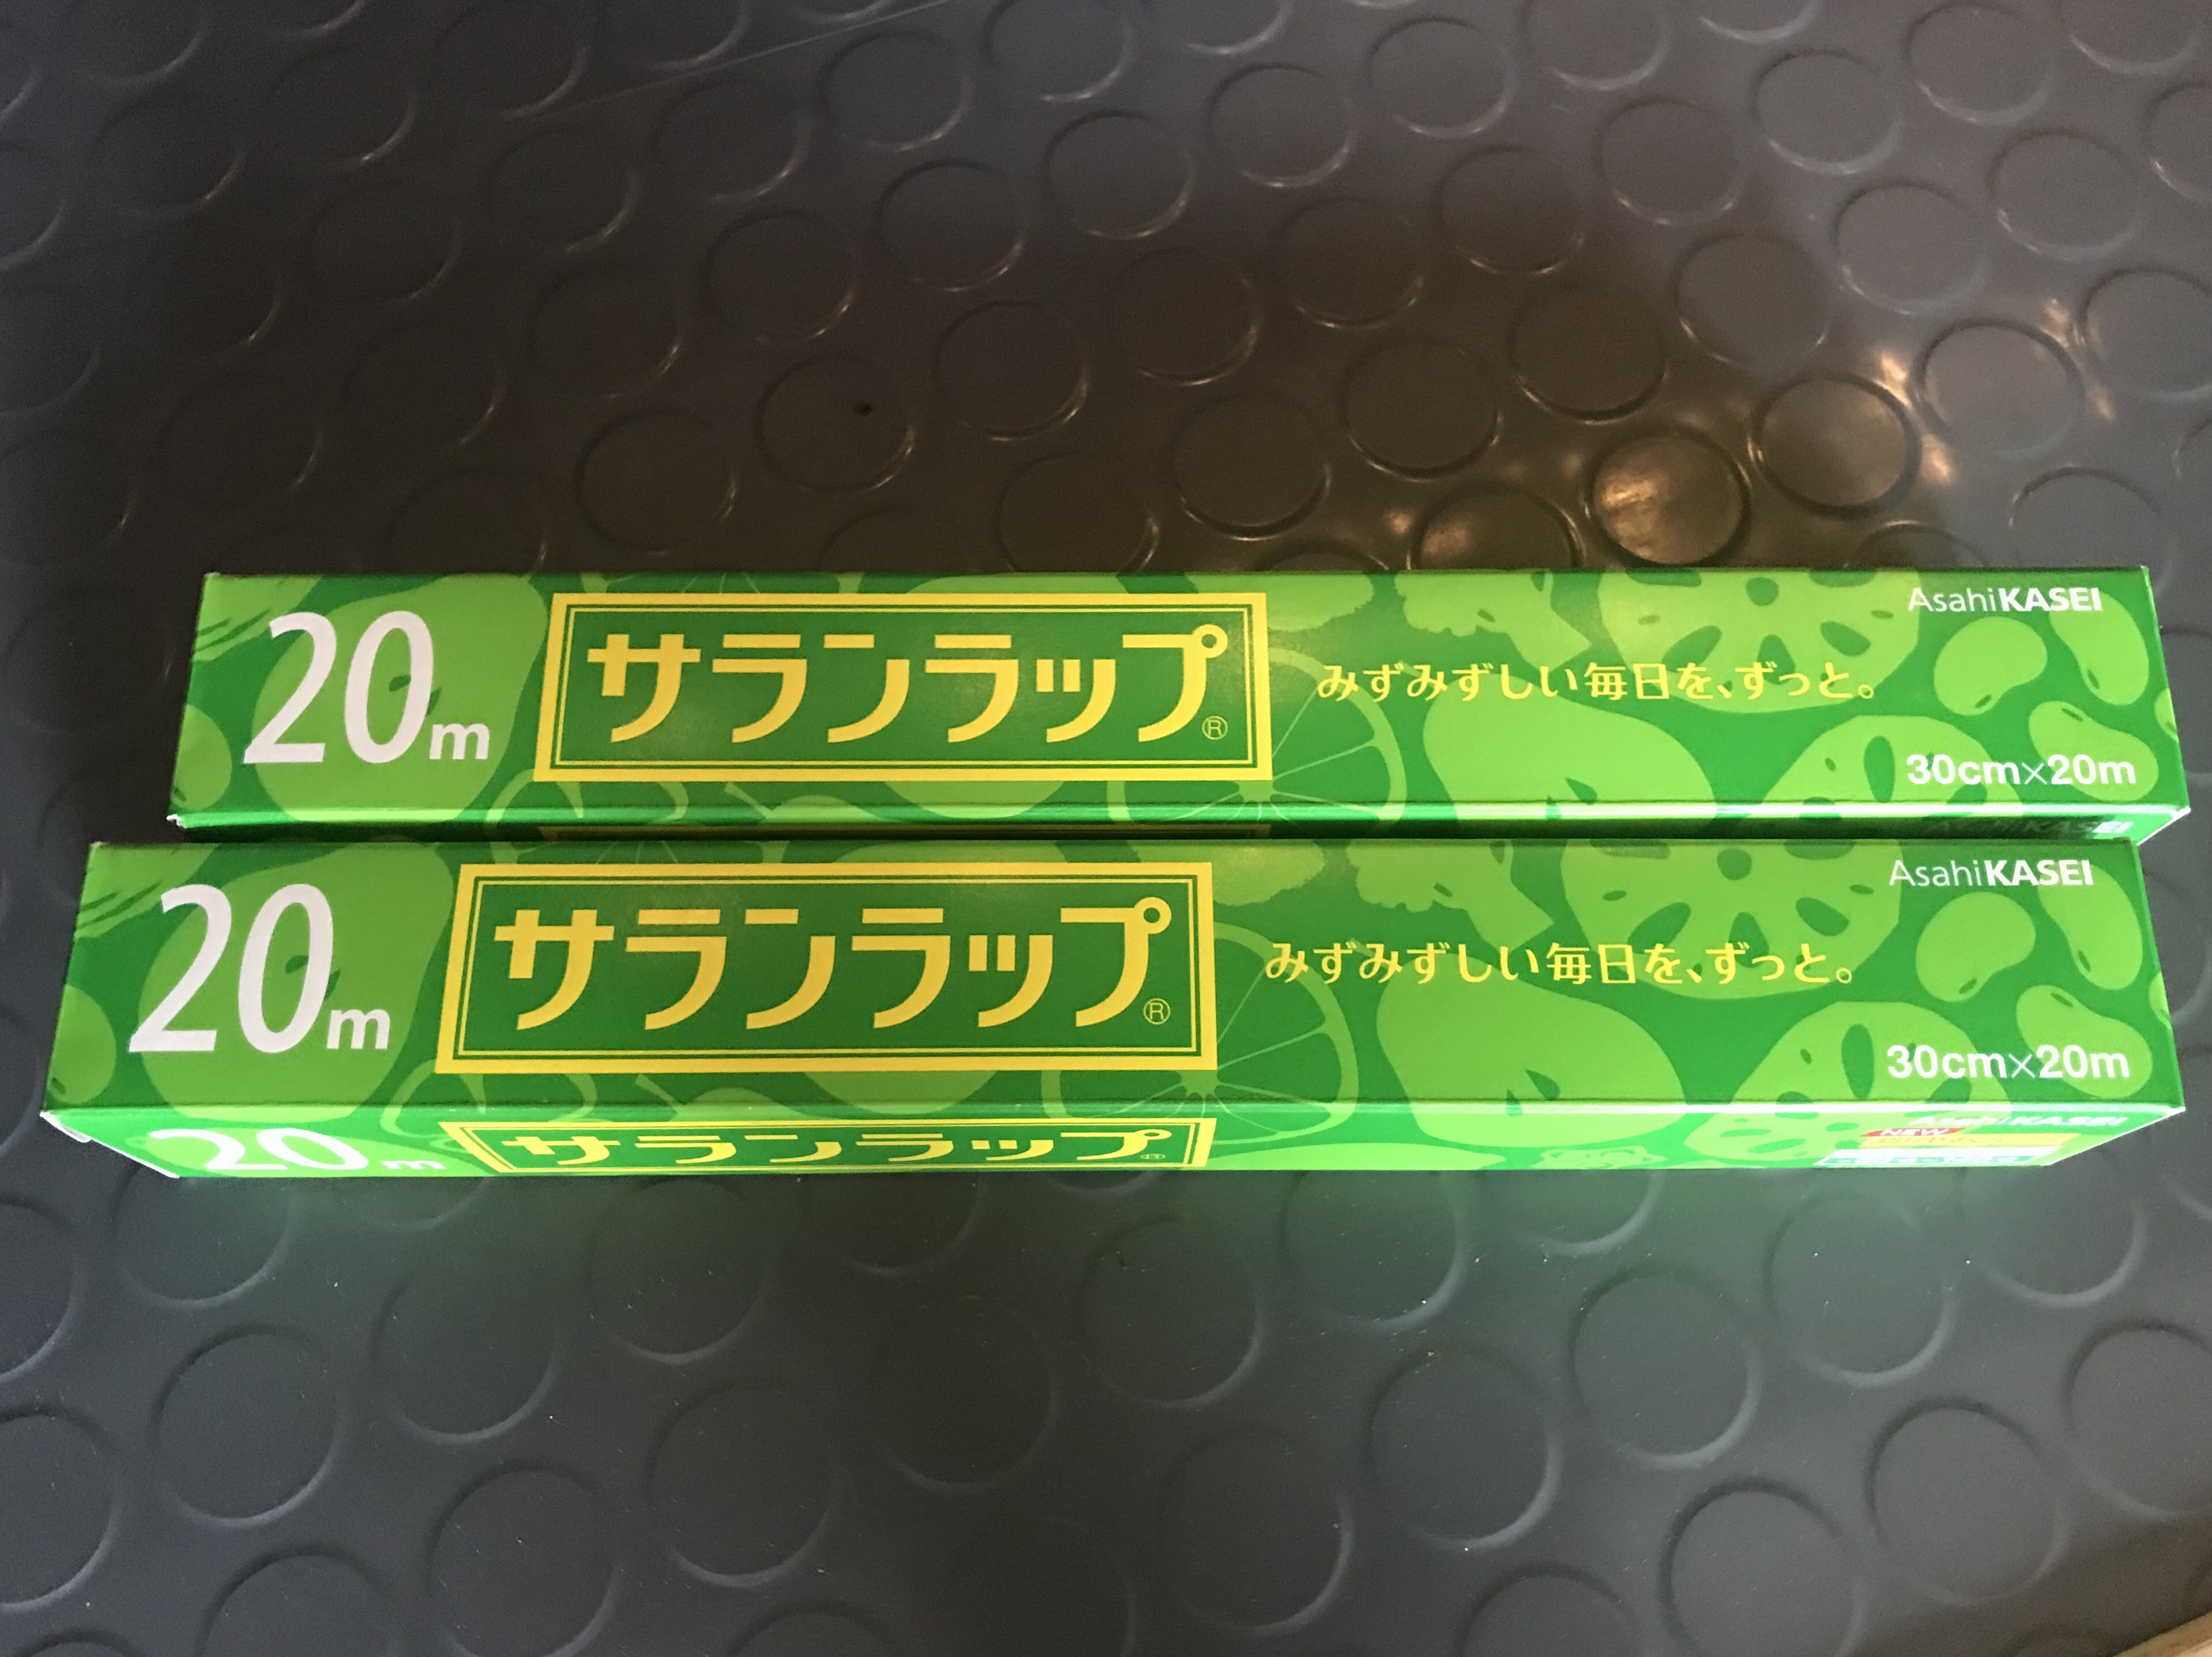 20m
サランラップ®
みずみずしい毎日を、ずっと。
AsahiKASEI
30cm×20m
20m
サランラップ®
みずみずしい毎日を、ずっと。
AsahiKASEI
30cm×20m
20m
サランラップ®
AsahiKASEI
NEW